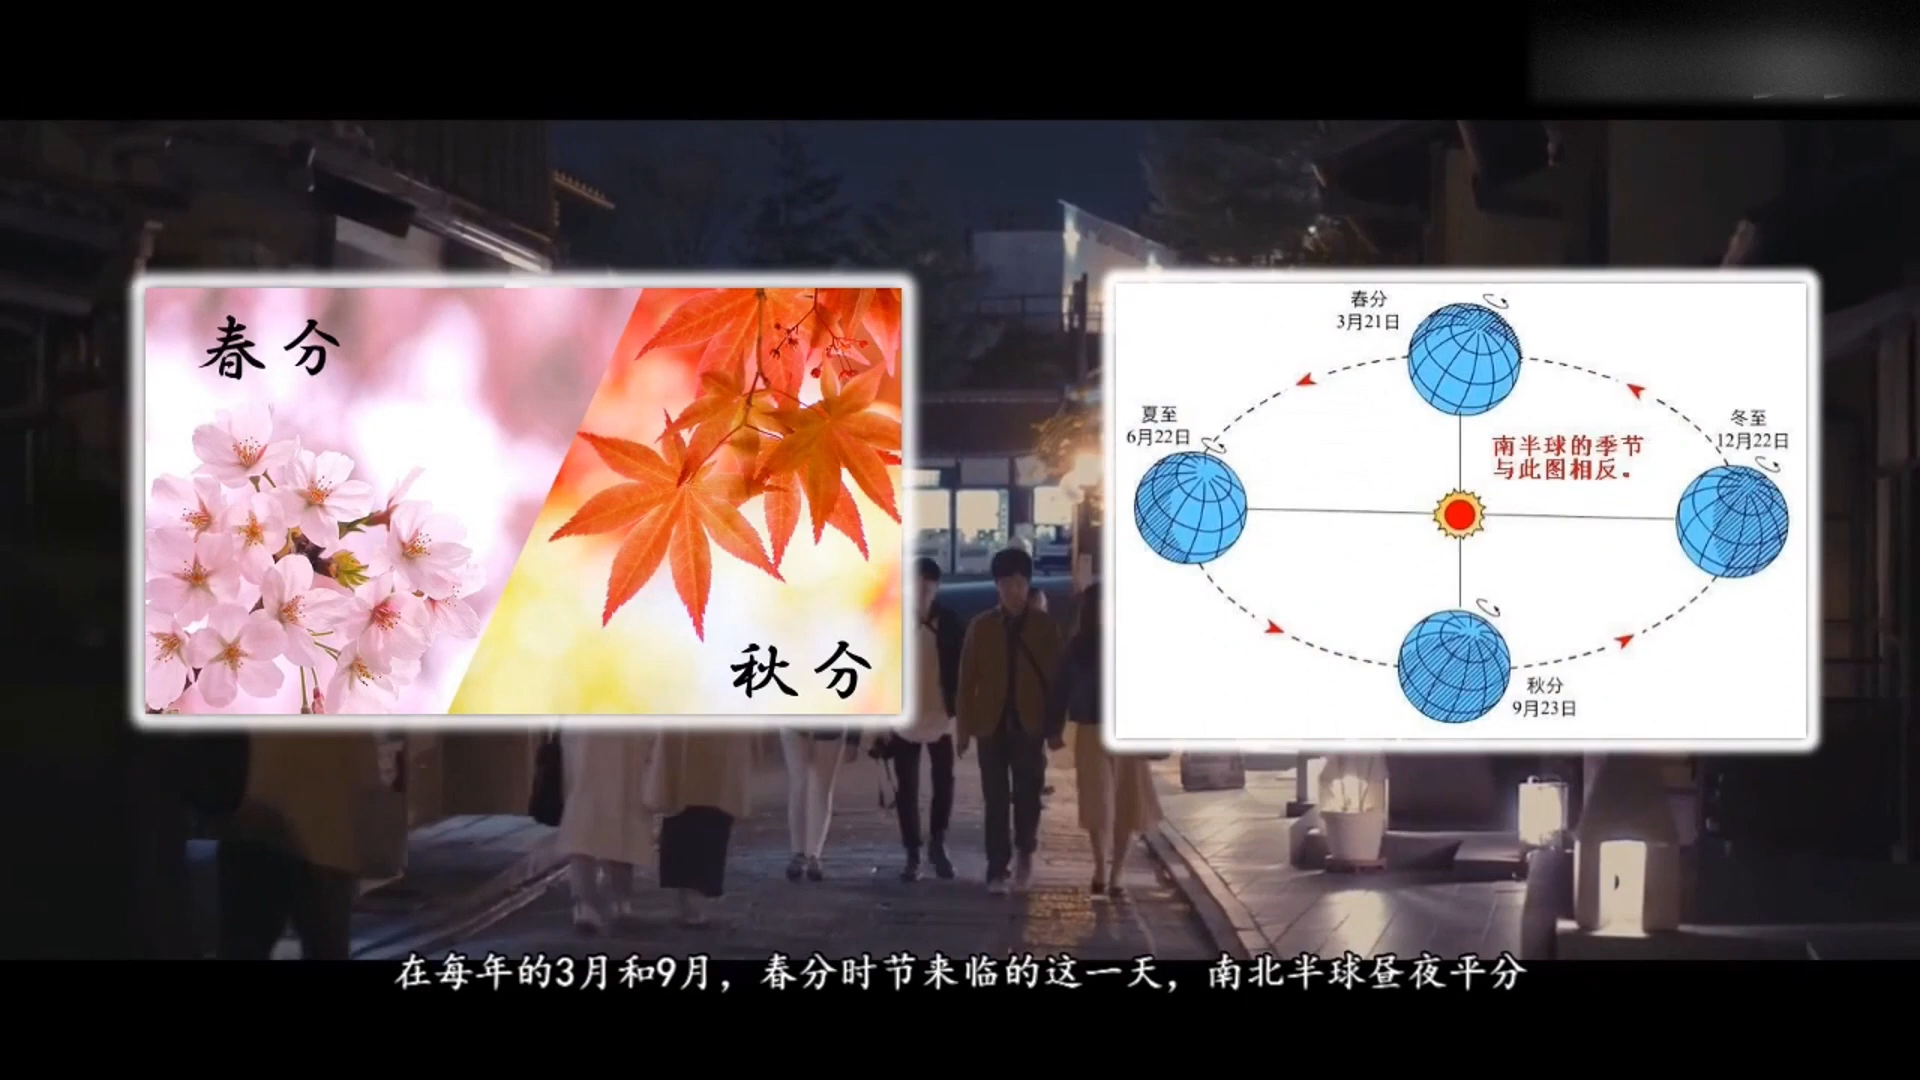 春分
秋分
春分
3月21日
夏至
6月22日
冬至
12月22日
南半球的季节
与此图相反。
秋分
9月23日
在每年的3月和9月，春分时节来临的这一天，南北半球昼夜平分